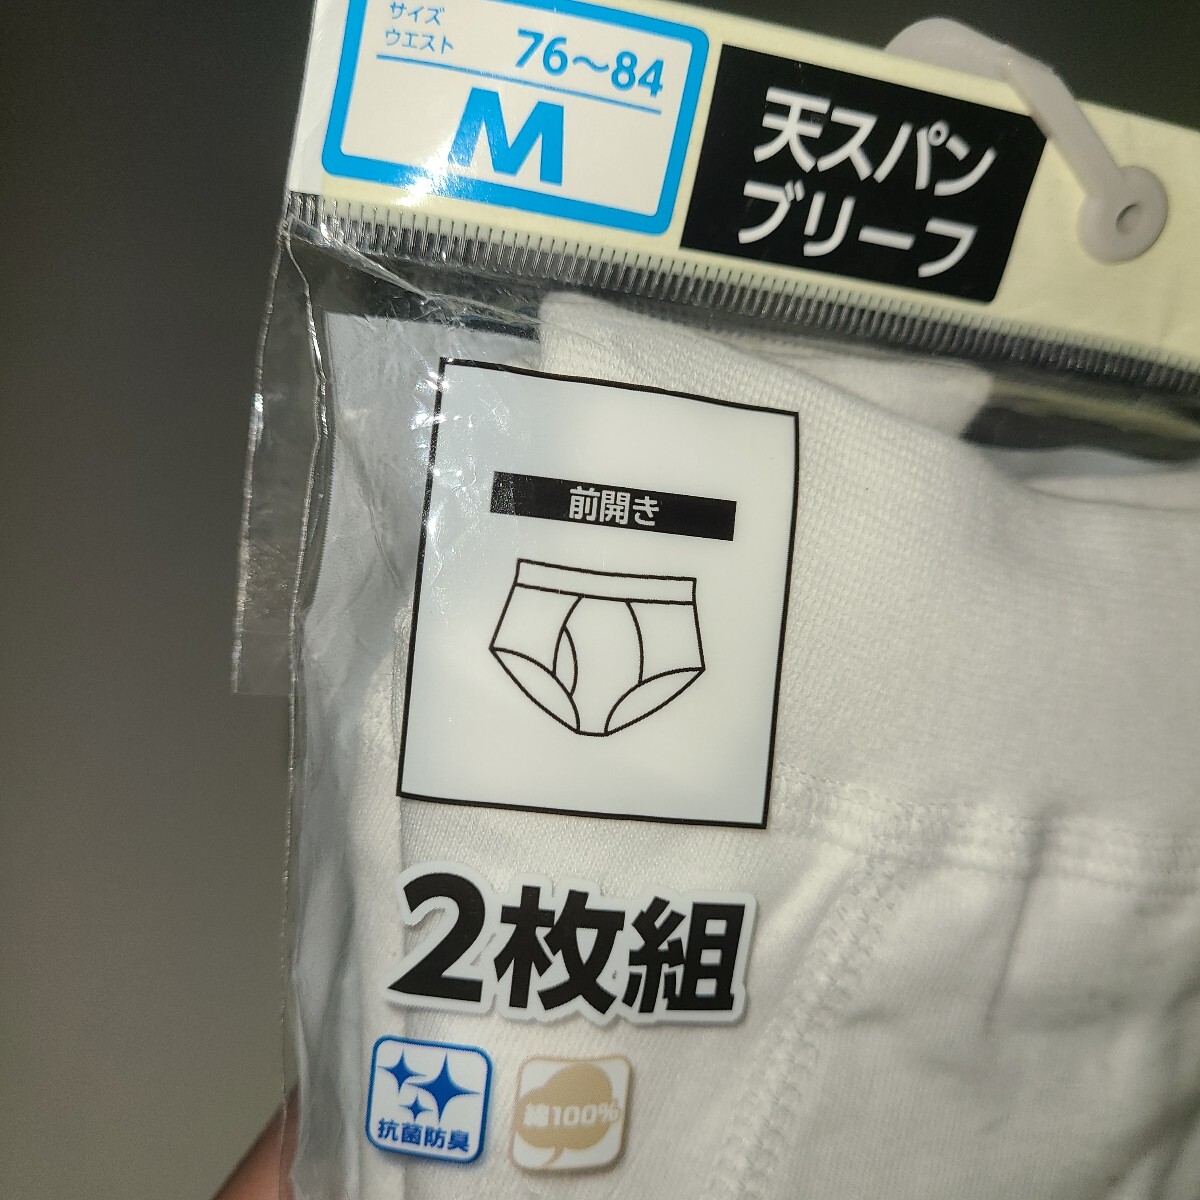 サイズ
ウエスト 76～84
M
天スパン
ブリーフ
前開き
2枚組
抗菌防臭
綿100%